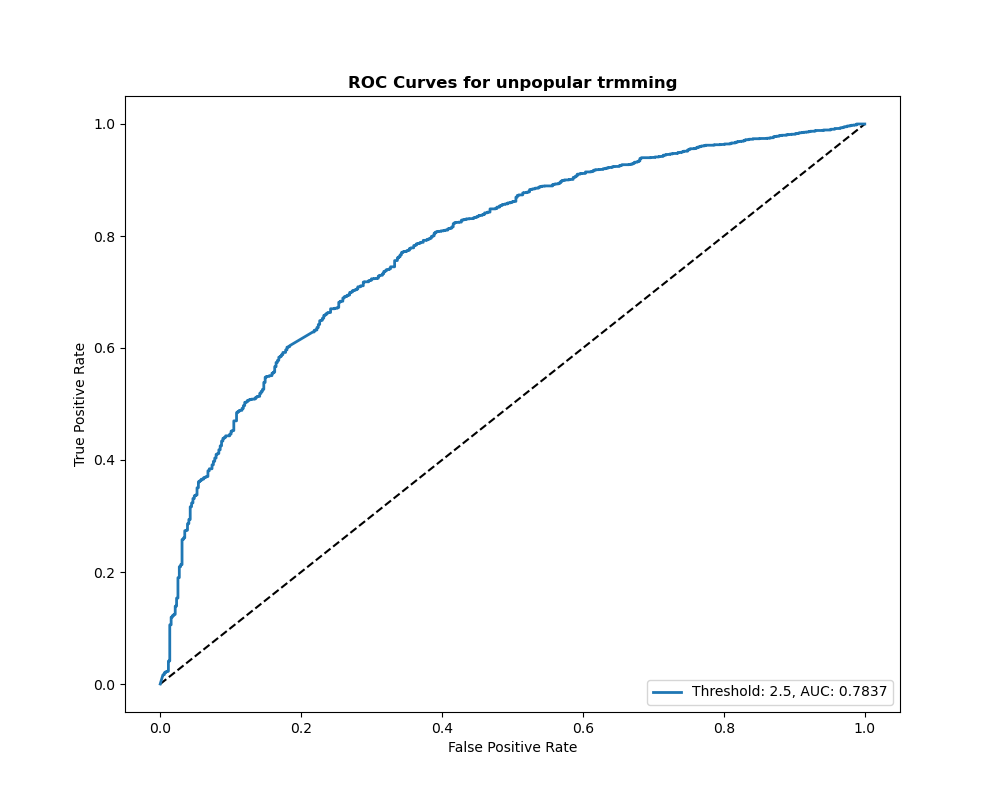 ROC Curves for unpopular trmming
1.0
0.8
0.6
0.4
0.2
0.0
True Positive Rate
0.0 0.2 0.4 0.6 0.8 1.0
False Positive Rate
Threshold: 2.5, AUC: 0.7837